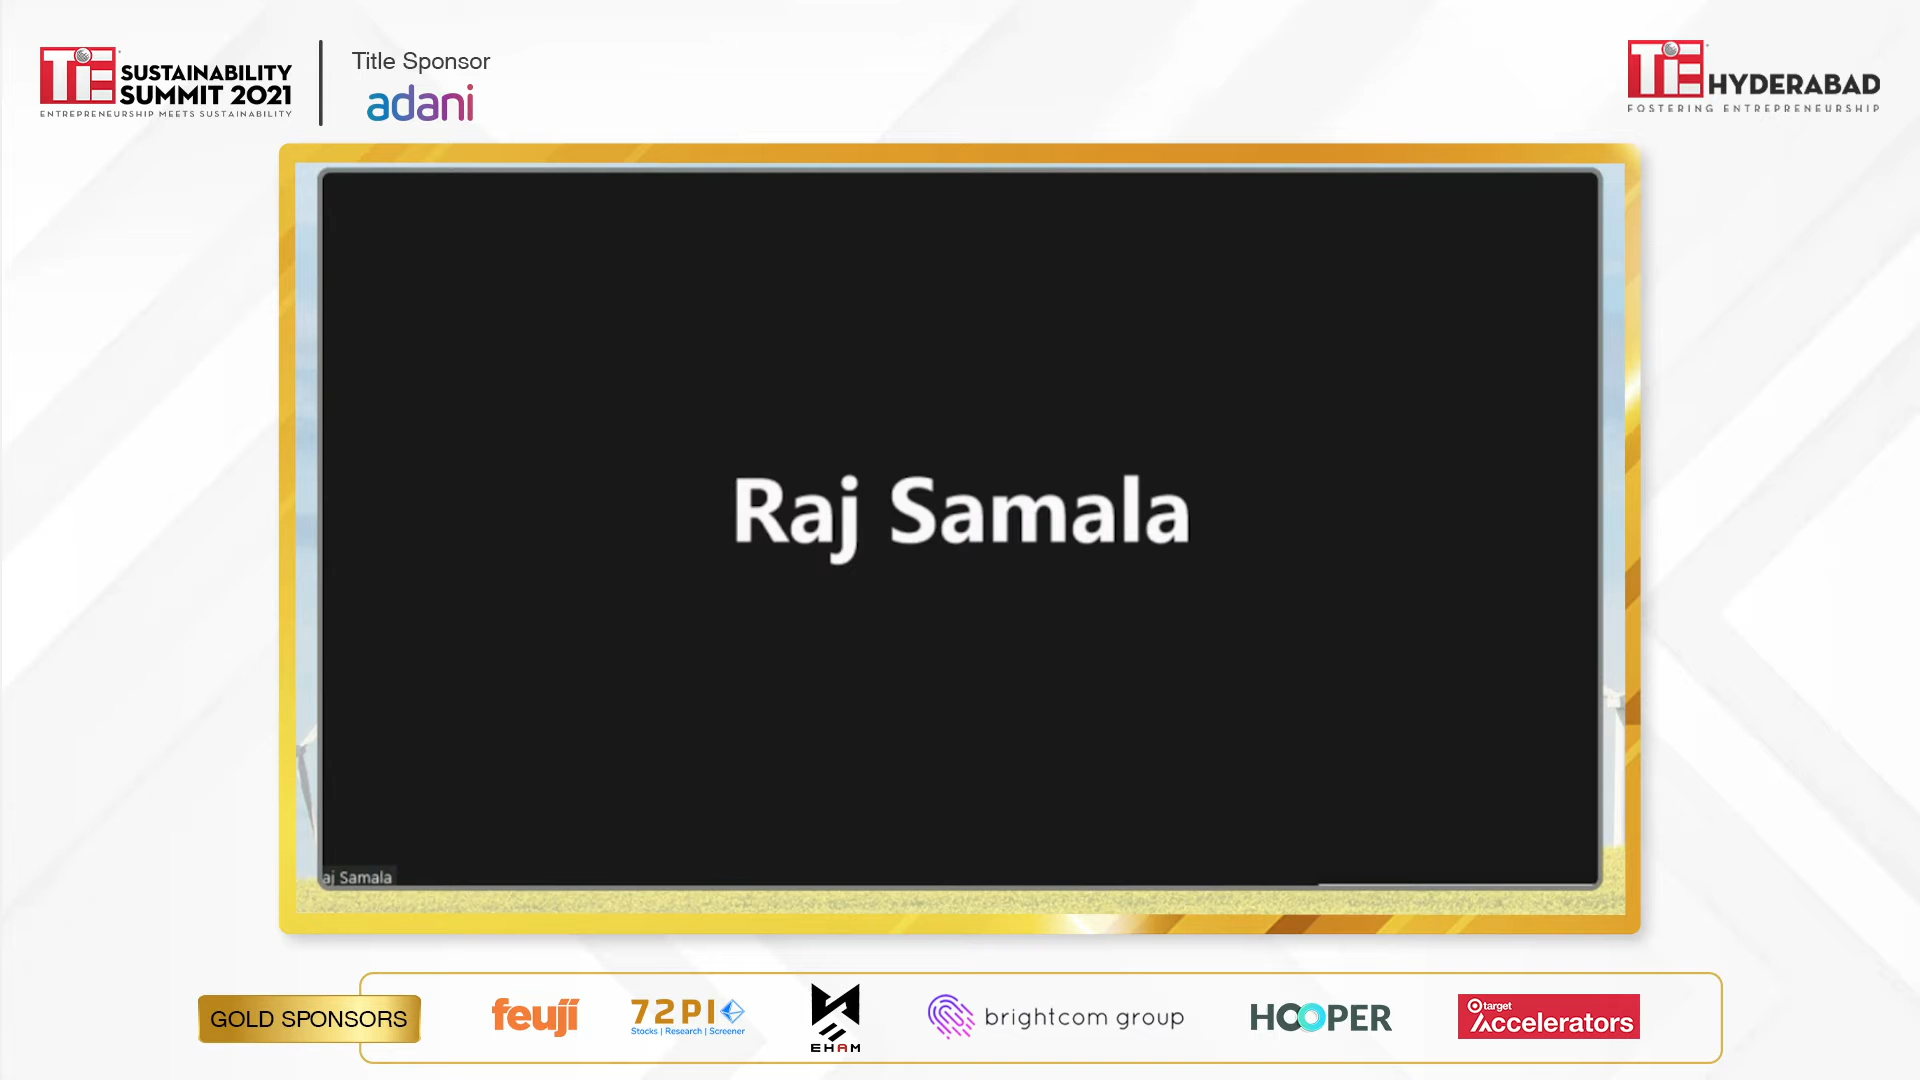 TiE SUSTAINABILITY
SUMMIT 2021
ENTREPRENEURSHIP MEETS SUSTAINABILITY
Title Sponsor
adani
TiE HYDERABAD
FOSTERING ENTREPRENEURSHIP
Raj Samala
aj Samala
GOLD SPONSORS
feuji
72PI
Stocks | Research | Screener
EHAM
brightcom group
HOOPER
target
Accelerators